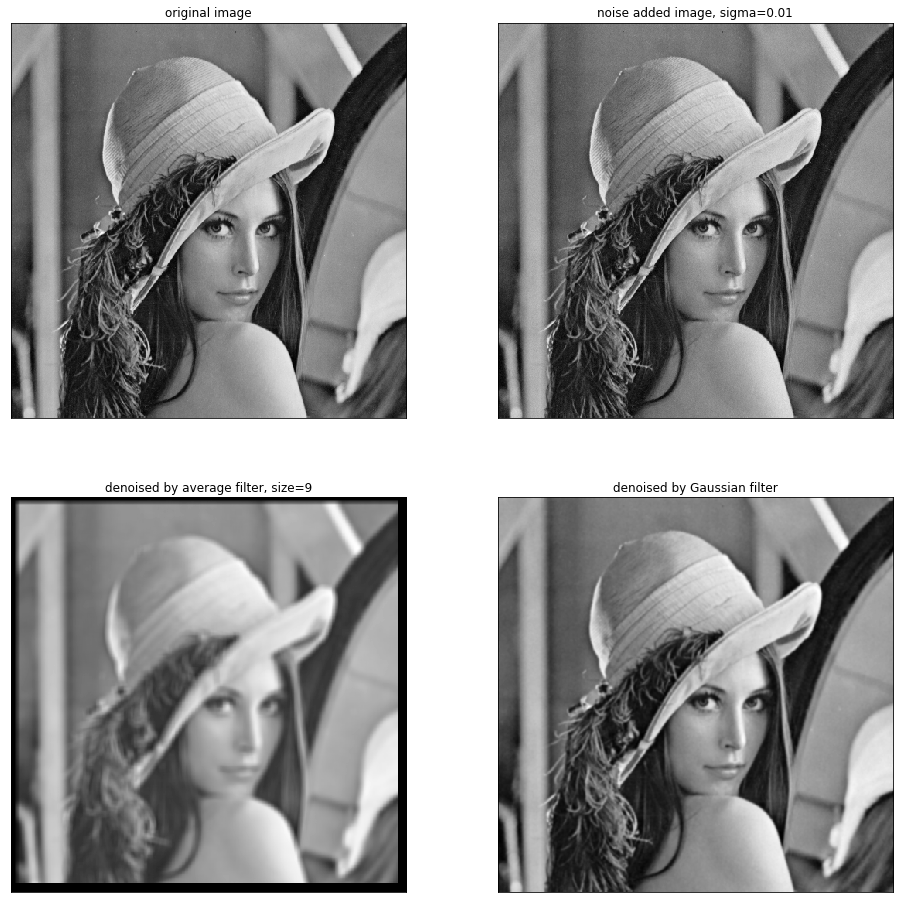 original image
noise added image, sigma=0.01
denoised by average filter, size=9
denoised by Gaussian filter